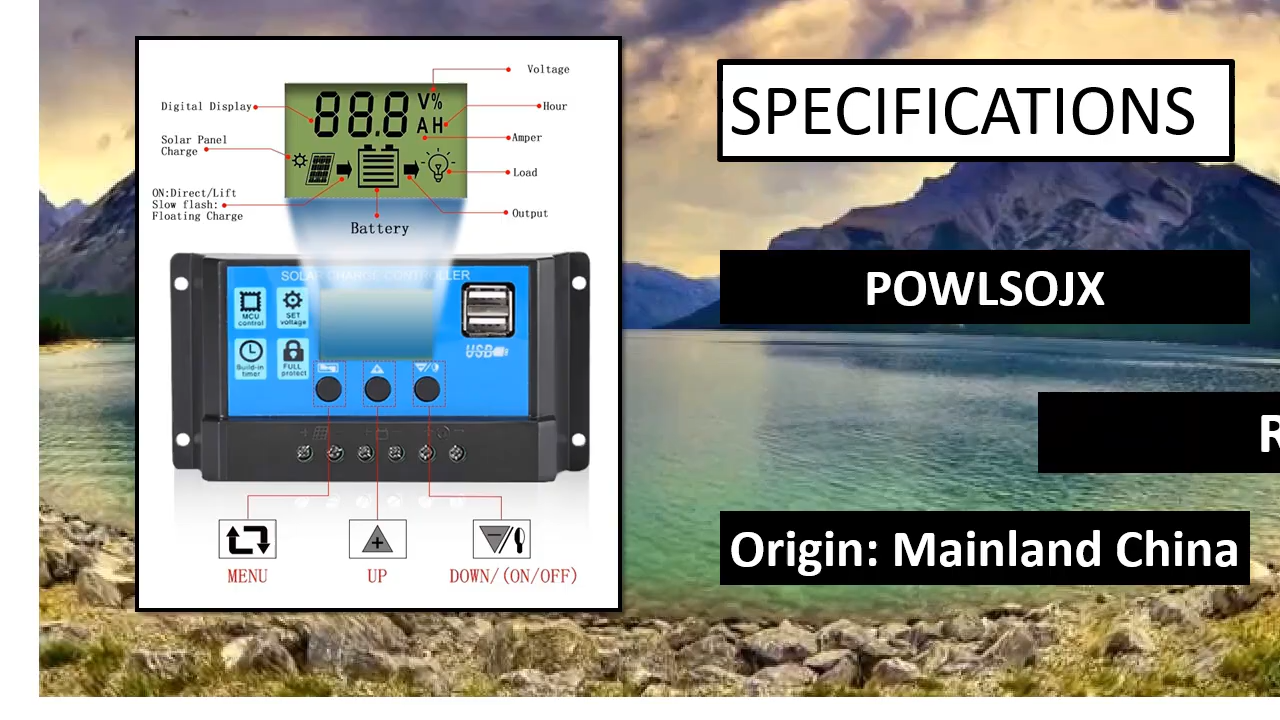 SPECIFICATIONS
POWLSOJX
R
Origin: Mainland China
Voltage
Digital Display
88.8
V%
AH
Hour
Solar Panel
Charge
Amper
Load
ON:Direct/Lift
Slow flash:
Floating Charge
Output
Battery
SOLAR CHARGE CONTROLLER
MCU
control
SET
voltage
Build-in
timer
FULL
protect
USB
MENU
UP
DOWN/(ON/OFF)